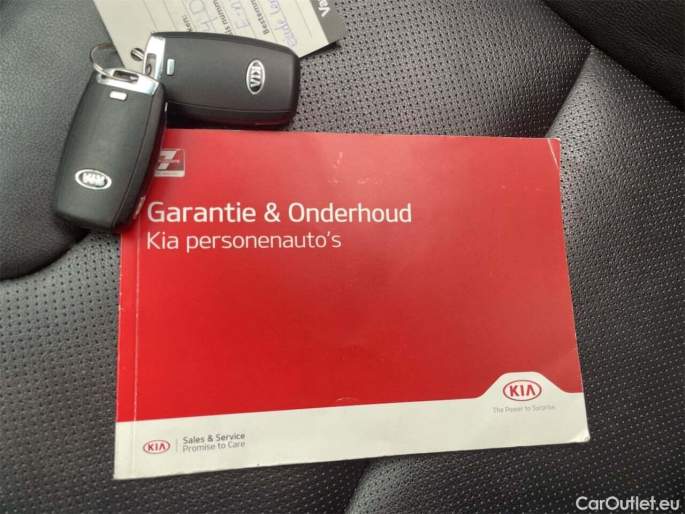 KIA
KIA
7
Garantie & Onderhoud
Kia personenauto's
KIA
The Power to Surprise
KIA
Sales & Service
Promise to Care
CarOutlet.eu